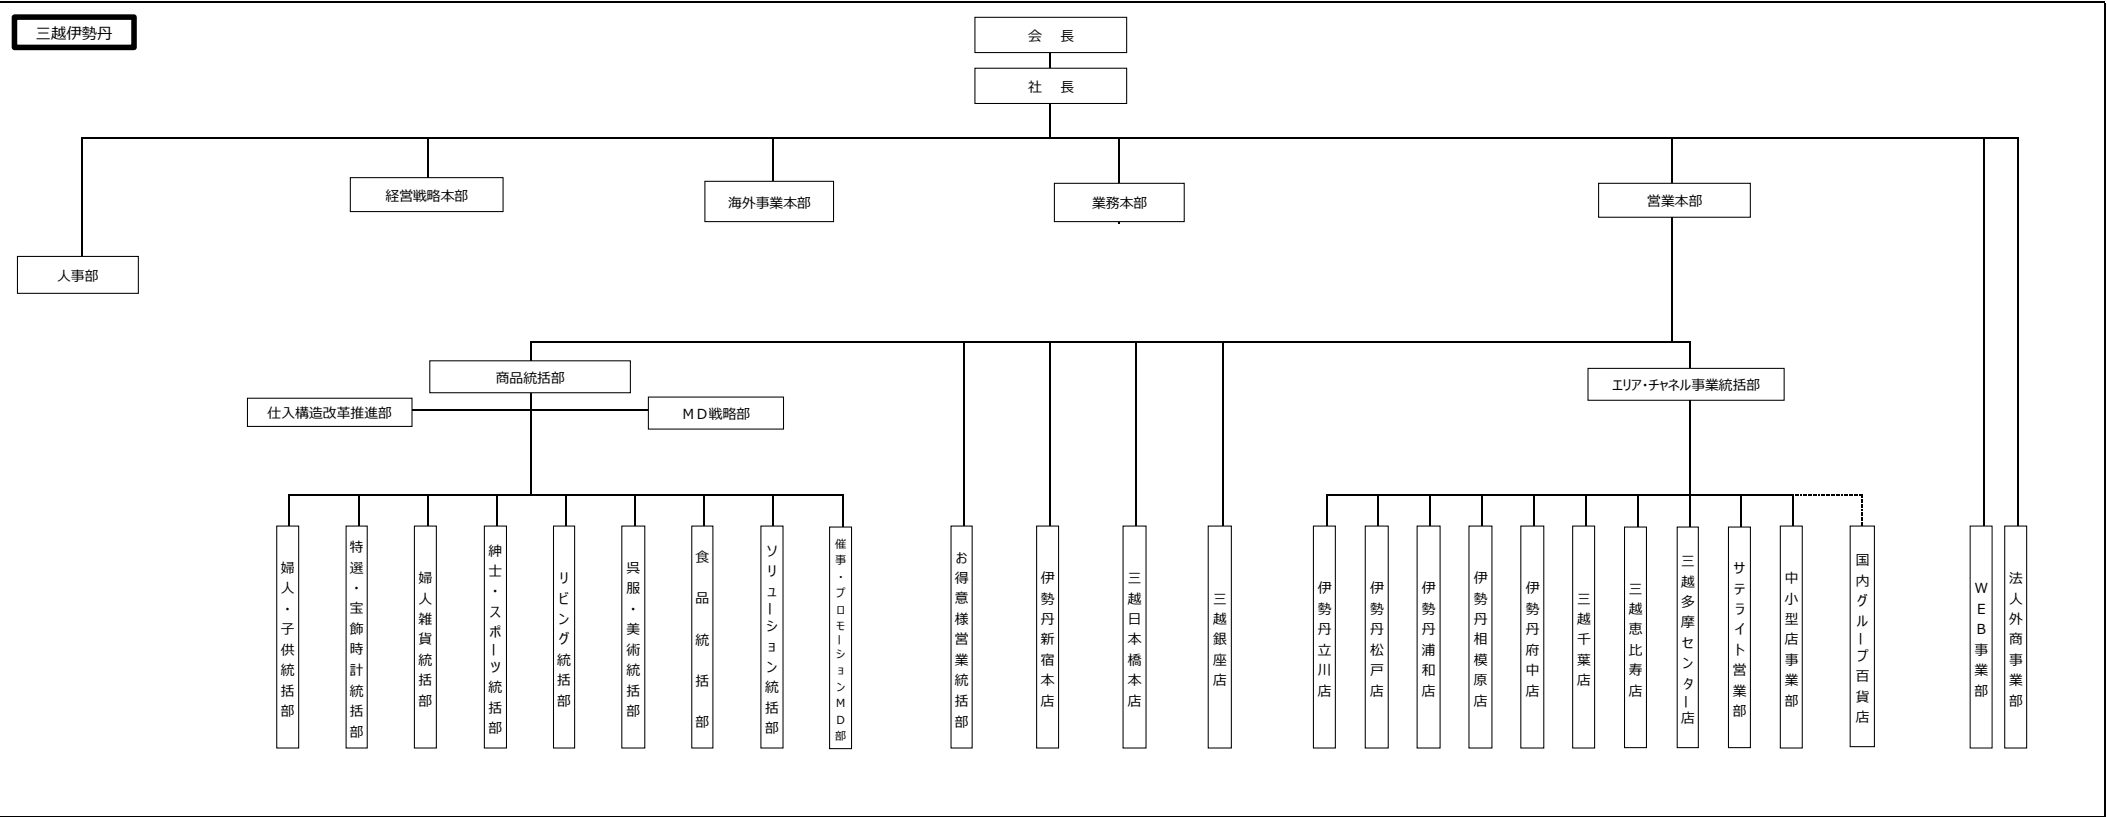 三越伊勢丹
会 長
社 長
経営戦略本部
海外事業本部
業務本部
営業本部
人事部
商品統括部
エリア・チャネル事業統括部
仕入構造改革推進部
MD戦略部
婦人・子供統括部
特選・宝飾時計統括部
婦人雑貨統括部
紳士・スポーツ統括部
リビング統括部
呉服・美術統括部
食品統括部
ソリューション統括部
催事・プロモーションMD部
お得意様営業統括部
伊勢丹新宿本店
三越日本橋本店
三越銀座店
伊勢丹立川店
伊勢丹松戸店
伊勢丹浦和店
伊勢丹相模原店
伊勢丹府中店
三越千葉店
三越恵比寿店
三越多摩センター店
サテライト営業部
中小型店事業部
国内グループ百貨店
WEB事業部
法人外商事業部